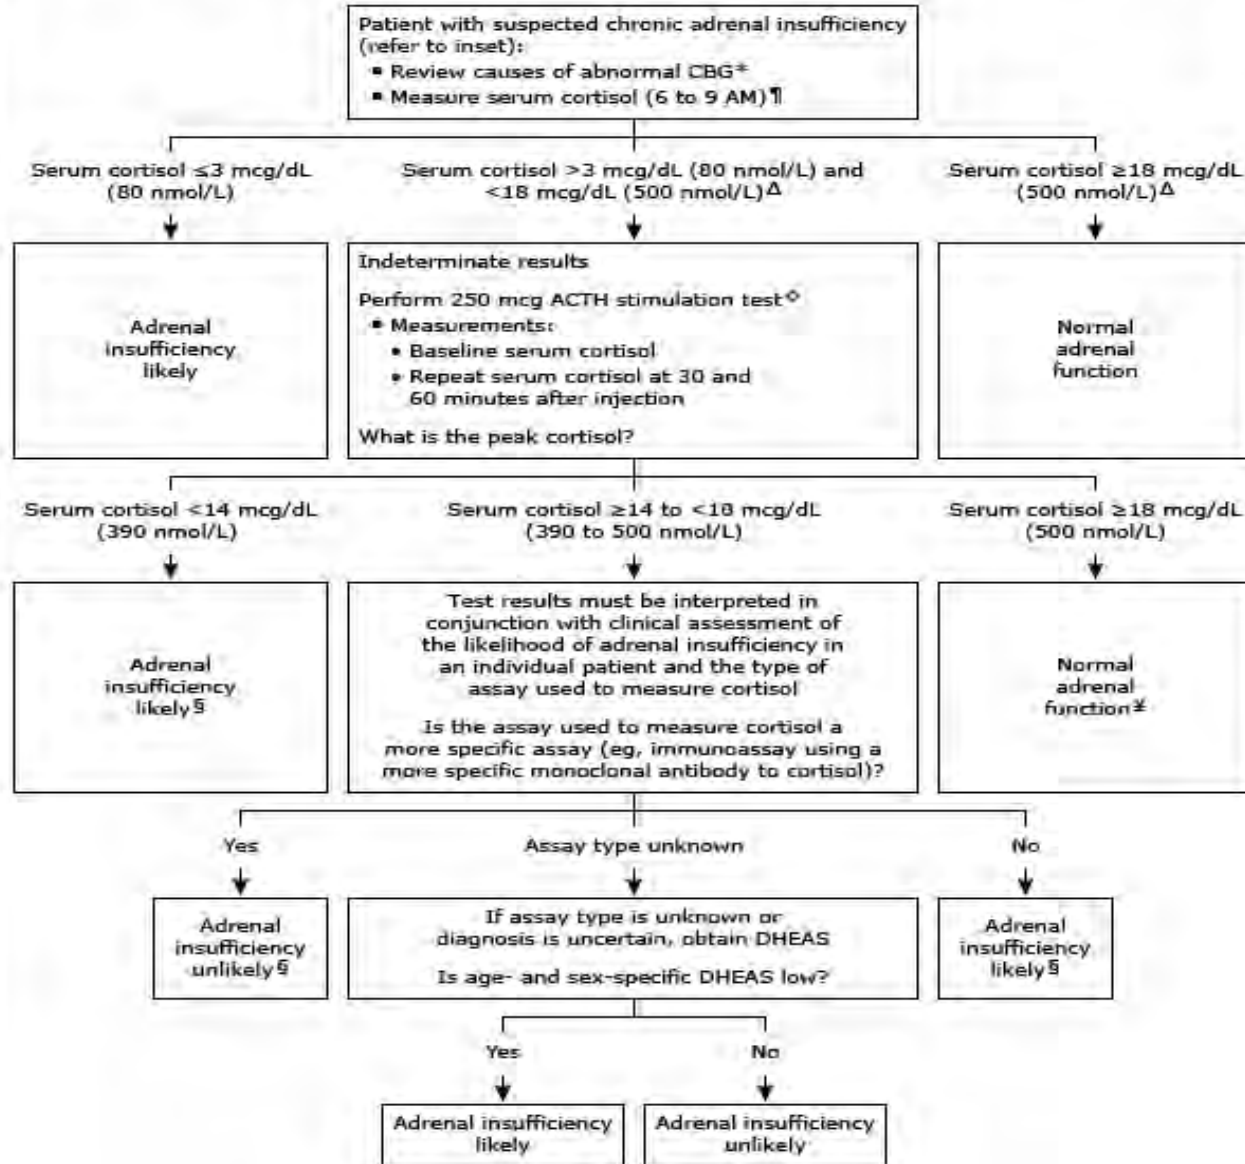 Patient with suspected chronic adrenal insufficiency
(refer to inset):
▪ Review causes of abnormal CBG*
▪ Measure serum cortisol (6 to 9 AM)¶
Serum cortisol ≤3 mcg/dL
(80 nmol/L)
Serum cortisol >3 mcg/dL (80 nmol/L) and
<18 mcg/dL (500 nmol/L)Δ
Serum cortisol ≥18 mcg/dL
(500 nmol/L)Δ
Adrenal
insufficiency
likely
Indeterminate results
Perform 250 mcg ACTH stimulation test◇
▪ Measurements:
• Baseline serum cortisol
• Repeat serum cortisol at 30 and
60 minutes after injection
What is the peak cortisol?
Normal
adrenal
function
Serum cortisol <14 mcg/dL
(390 nmol/L)
Serum cortisol ≥14 to <18 mcg/dL
(390 to 500 nmol/L)
Serum cortisol ≥18 mcg/dL
(500 nmol/L)
Adrenal
insufficiency
likely§
Test results must be interpreted in
conjunction with clinical assessment of
the likelihood of adrenal insufficiency in
an individual patient and the type of
assay used to measure cortisol
Is the assay used to measure cortisol a
more specific assay (eg, immunoassay using a
more specific monoclonal antibody to cortisol)?
Normal
adrenal
function¥
Yes
Assay type unknown
No
Adrenal
insufficiency
unlikely§
If assay type is unknown or
diagnosis is uncertain, obtain DHEAS
Is age- and sex-specific DHEAS low?
Adrenal
insufficiency
likely§
Yes
No
Adrenal insufficiency
likely
Adrenal insufficiency
unlikely